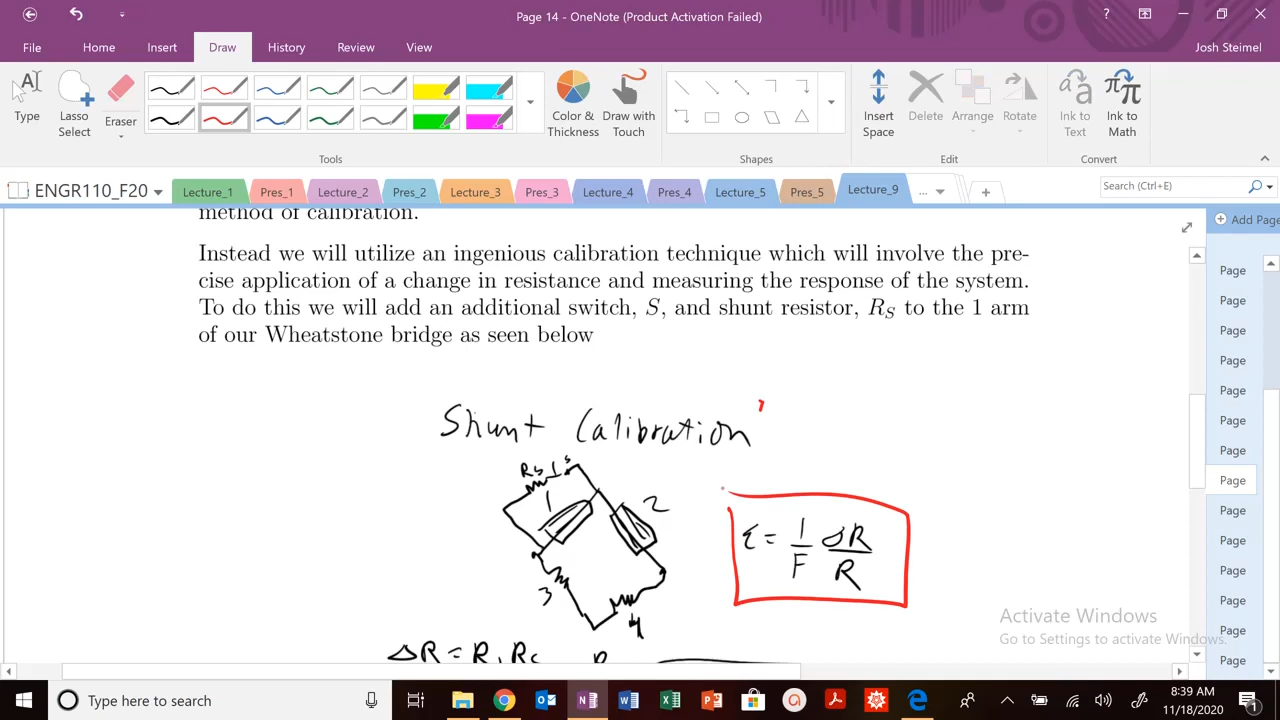 Page 14 - OneNote (Product Activation Failed)
File Home Insert Draw History Review View Josh Steimel
Type Lasso Select Eraser Color & Thickness Draw with Touch Insert Space Delete Arrange Rotate Ink to Text Ink to Math
Tools Shapes Edit Convert
ENGR110_F20 Lecture_1 Pres_1 Lecture_2 Pres_2 Lecture_3 Pres_3 Lecture_4 Pres_4 Lecture_5 Pres_5 Lecture_9 ... Search (Ctrl+E)
method of calibration.
Add Page
Instead we will utilize an ingenious calibration technique which will involve the pre-
cise application of a change in resistance and measuring the response of the system.
To do this we will add an additional switch, S, and shunt resistor, R_S to the 1 arm
of our Wheatstone bridge as seen below
Page
Page
Page
Page
Page
Page
Page
Page
Page
Page
Page
Page
Page
Page
Shunt Calibration
Rs s
1 2
3 4
ε = 1/F ΔR/R
ΔR = R1 Rs
Activate Windows
Go to Settings to activate Windows.
Type here to search
8:39 AM
11/18/2020